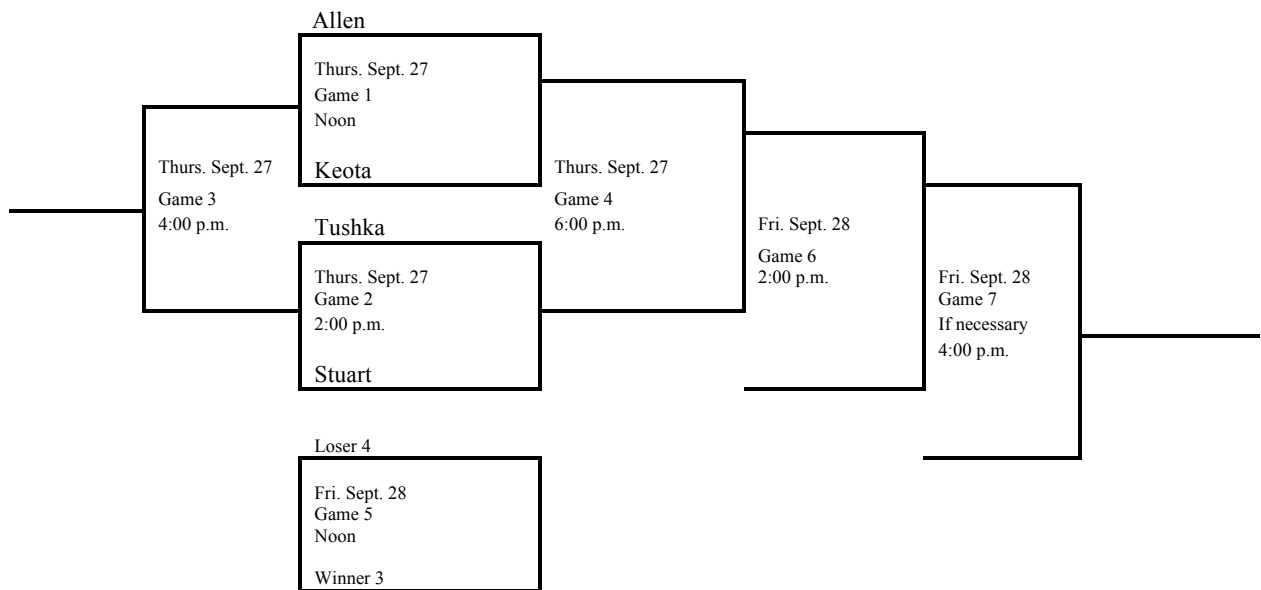 Allen
Thurs. Sept. 27
Game 1
Noon
Keota
Thurs. Sept. 27
Game 3
4:00 p.m.
Thurs. Sept. 27
Game 4
6:00 p.m.
Tushka
Thurs. Sept. 27
Game 2
2:00 p.m.
Stuart
Fri. Sept. 28
Game 6
2:00 p.m.
Fri. Sept. 28
Game 7
If necessary
4:00 p.m.
Loser 4
Fri. Sept. 28
Game 5
Noon
Winner 3